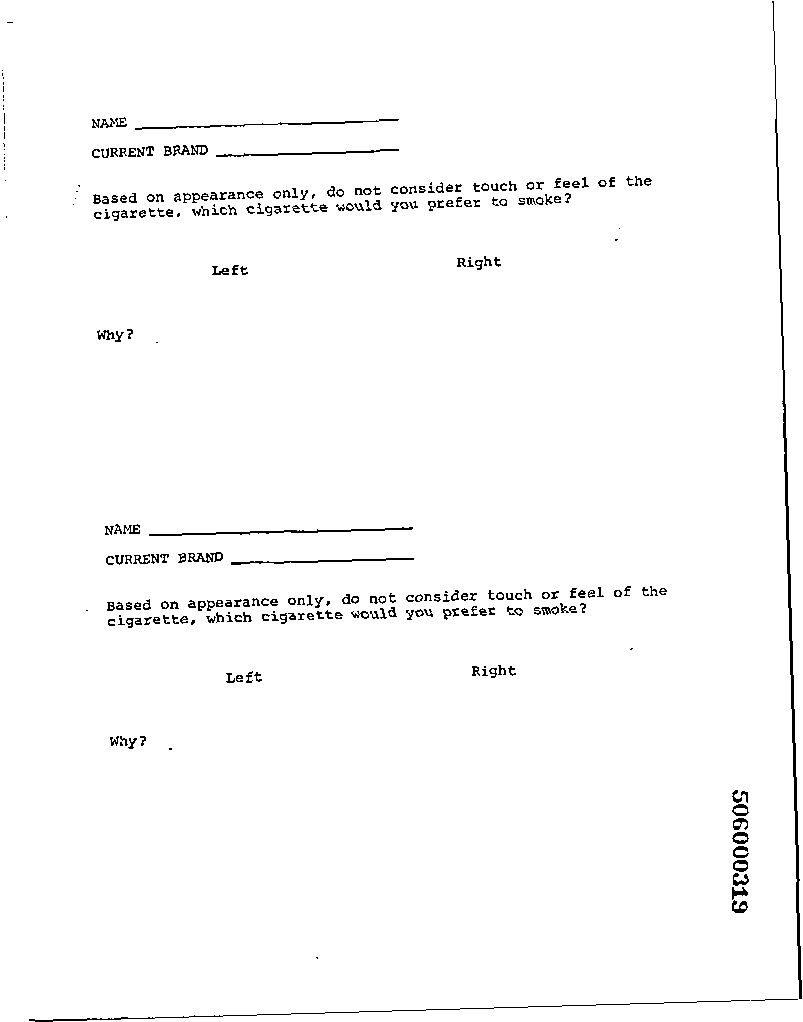 NAME
CURRENT BRAND
Based on appearance only, do not consider touch or feel of the
cigarette, which cigarette would you prefer to smoke?
Left Right
Why?
NAME
CURRENT BRAND
Based on appearance only, do not consider touch or feel of the
cigarette, which cigarette would you prefer to smoke?
Left Right
Why?
506000319